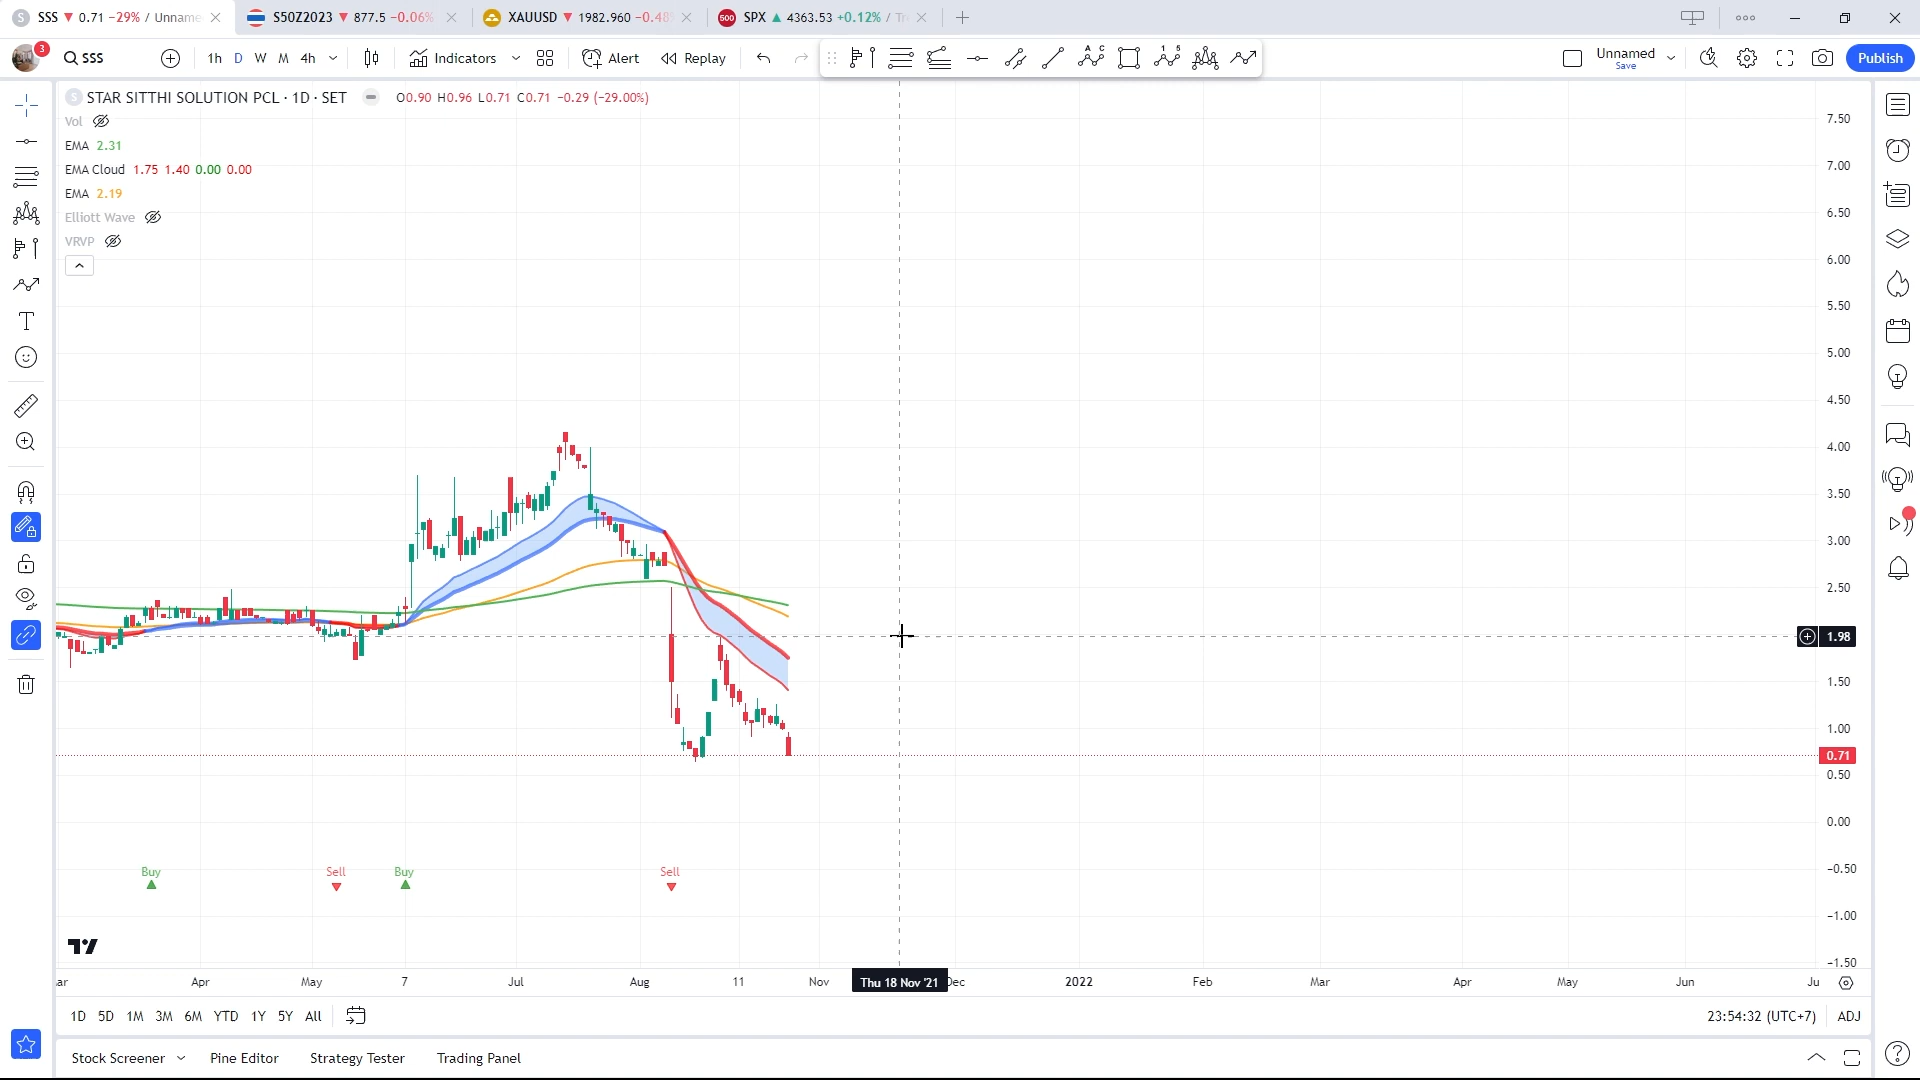 SSS ▼ 0.71 −29% / Unname
S50Z2023 ▼ 877.5 −0.06%
XAUUSD ▼ 1982.960 −0.48
500 SPX ▲ 4363.53 +0.12% / Tr
3
SSS
1h D W M 4h
Indicators
Alert
Replay
Unnamed
Save
Publish
S STAR SITTHI SOLUTION PCL · 1D · SET
O0.90 H0.96 L0.71 C0.71 −0.29 (−29.00%)
Vol
EMA 2.31
EMA Cloud 1.75 1.40 0.00 0.00
EMA 2.19
Elliott Wave
VRVP
7.50
7.00
6.50
6.00
5.50
5.00
4.50
4.00
3.50
3.00
2.50
1.98
1.50
1.00
0.71
0.50
0.00
−0.50
−1.00
−1.50
Buy
Sell
Buy
Sell
ar Apr May 7 Jul Aug 11 Nov Thu 18 Nov '21 Dec 2022 Feb Mar Apr May Jun Ju
1D 5D 1M 3M 6M YTD 1Y 5Y All
23:54:32 (UTC+7) ADJ
Stock Screener Pine Editor Strategy Tester Trading Panel